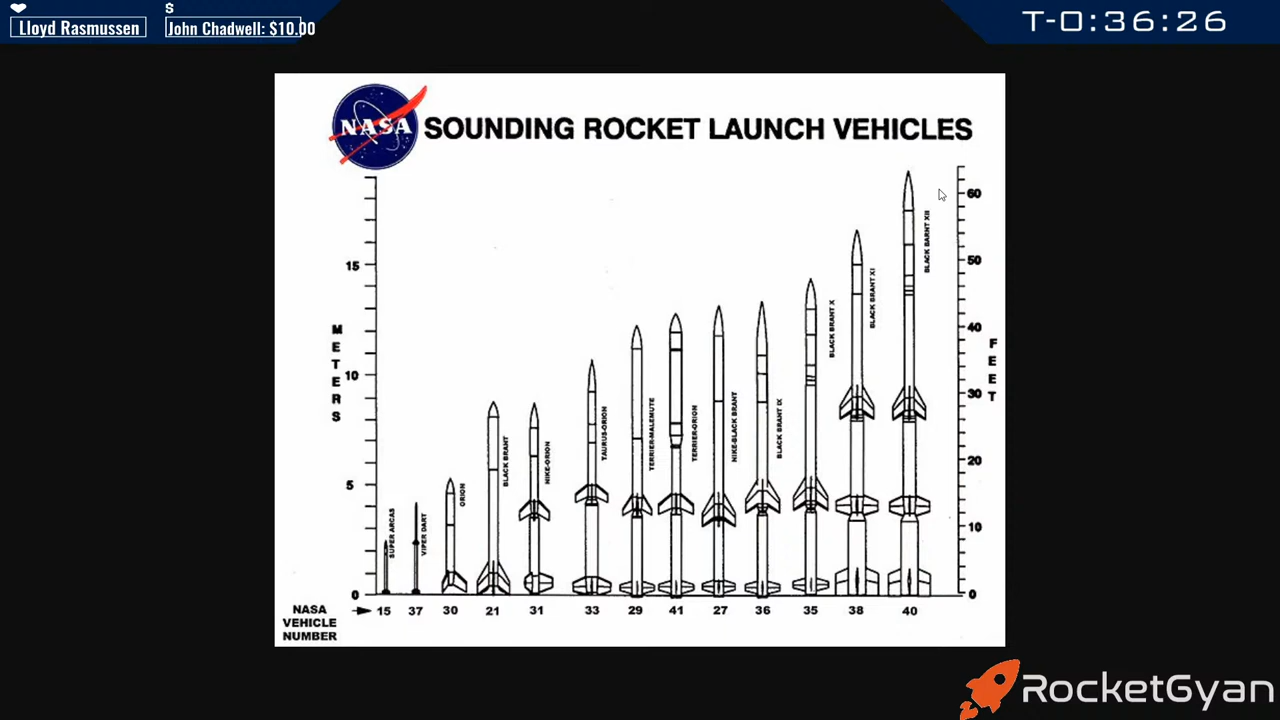 ❤
Lloyd Rasmussen
$
John Chadwell: $10.00
T-0:36:26
NASA
SOUNDING ROCKET LAUNCH VEHICLES
METERS
15
10
5
0
SUPER ARCAS
VIPER DART
ORION
BLACK BRANT
NIKE-ORION
TAURUS-ORION
TERRIER-MALEMUTE
TERRIER-ORION
NIKE-BLACK BRANT
BLACK BRANT IX
BLACK BRANT X
BLACK BRANT XI
BLACK BARNT XII
60
50
40
30
20
10
0
FEET
NASA VEHICLE NUMBER
15 37 30 21 31 33 29 41 27 36 35 38 40
RocketGyan